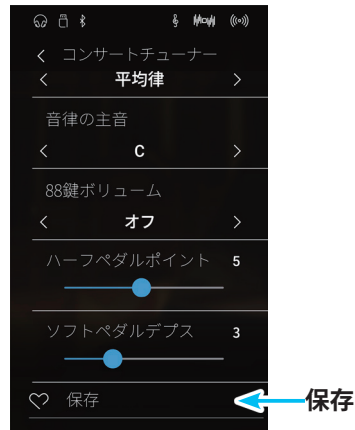 コンサートチューナー
平均律
音律の主音
C
88鍵ボリューム
オフ
ハーフペダルポイント 5
ソフトペダルデプス 3
保存 保存